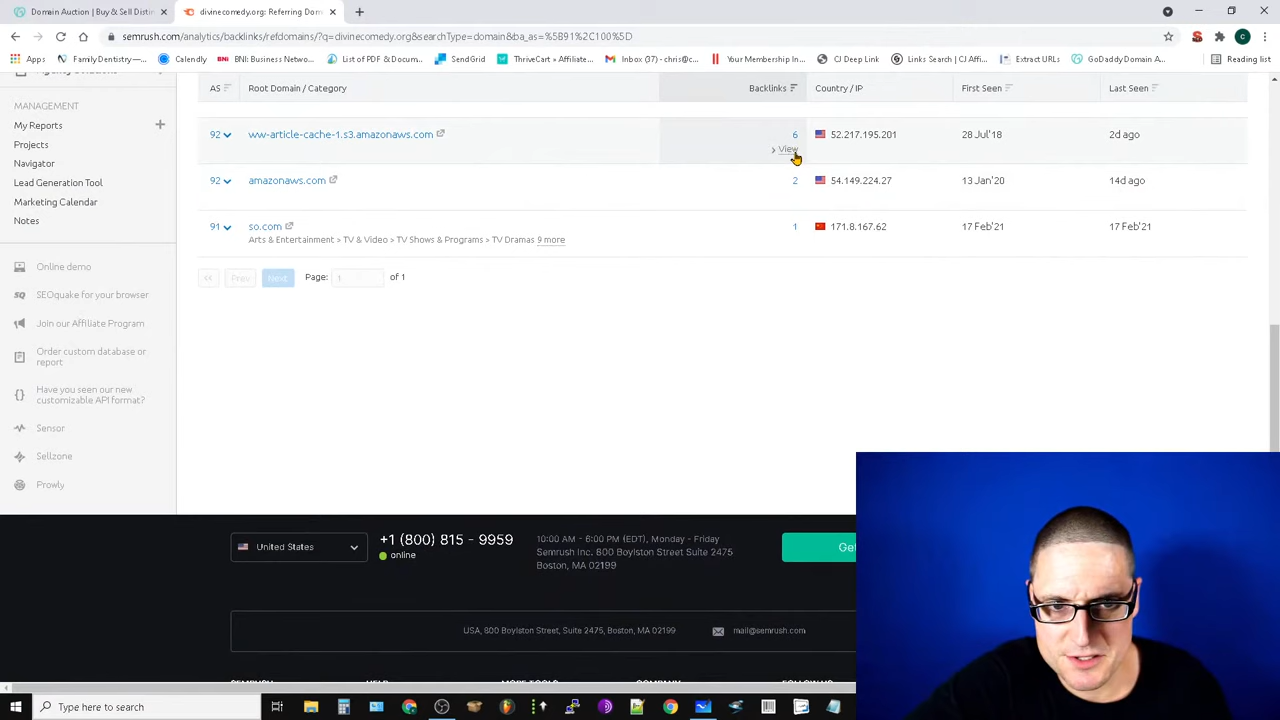 Domain Auction | Buy & Sell Distin
divinecomedy.org: Referring Dom
semrush.com/analytics/backlinks/refdomains/?q=divinecomedy.org&searchType=domain&ba_as=%5B91%2C100%5D
Apps
Family Dentistry –...
Calendly
BNI: Business Netw...
List of PDF & Docum...
SendGrid
ThriveCart » Affiliate...
Inbox (37) - chris@c...
Your Membership In...
CJ Deep Link
Links Search | CJ Affi...
Extract URLs
GoDaddy Domain A...
Reading list
MANAGEMENT
My Reports
Projects
Navigator
Lead Generation Tool
Marketing Calendar
Notes
Online demo
SEOquake for your browser
Join our Affiliate Program
Order custom database or
report
Have you seen our new
customizable API format?
Sensor
Sellzone
Prowly
AS Root Domain / Category Backlinks Country / IP First Seen Last Seen
92 ww-article-cache-1.s3.amazonaws.com 6 52.217.195.201 28 Jul'18 2d ago
View
92 amazonaws.com 2 54.149.224.27 13 Jan'20 14d ago
91 so.com 1 171.8.167.62 17 Feb'21 17 Feb'21
Arts & Entertainment > TV & Video > TV Shows & Programs > TV Dramas 9 more
<< Prev Next Page: 1 of 1
United States
+1 (800) 815 - 9959
online
10:00 AM - 6:00 PM (EDT), Monday - Friday
Semrush Inc. 800 Boylston Street Suite 2475
Boston, MA 02199
Get
USA, 800 Boylston Street, Suite 2475, Boston, MA 02199
mail@semrush.com
Type here to search